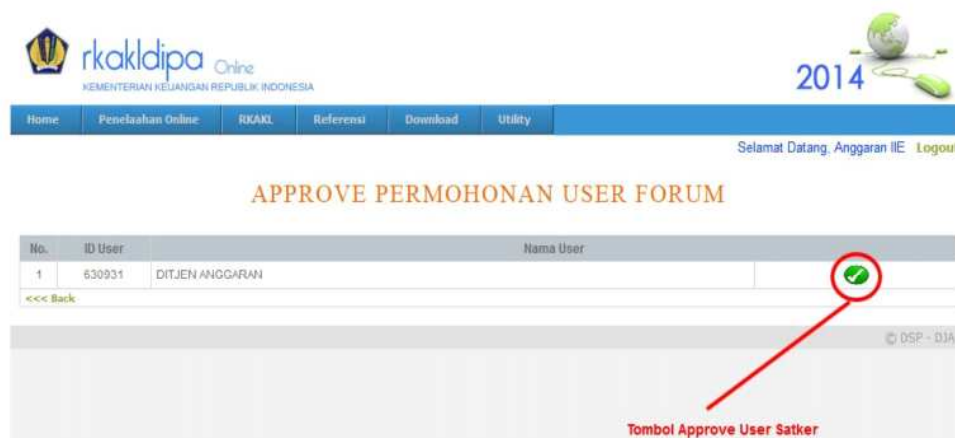 rkakldipa Online
KEMENTERIAN KEUANGAN REPUBLIK INDONESIA
2014
Home Penelaahan Online RKAKL Referensi Download Utility
Selamat Datang, Anggaran IIE Logout
APPROVE PERMOHONAN USER FORUM
No. ID User Nama User
1 630931 DITJEN ANGGARAN
<<< Back
© DSP - DJA
Tombol Approve User Satker